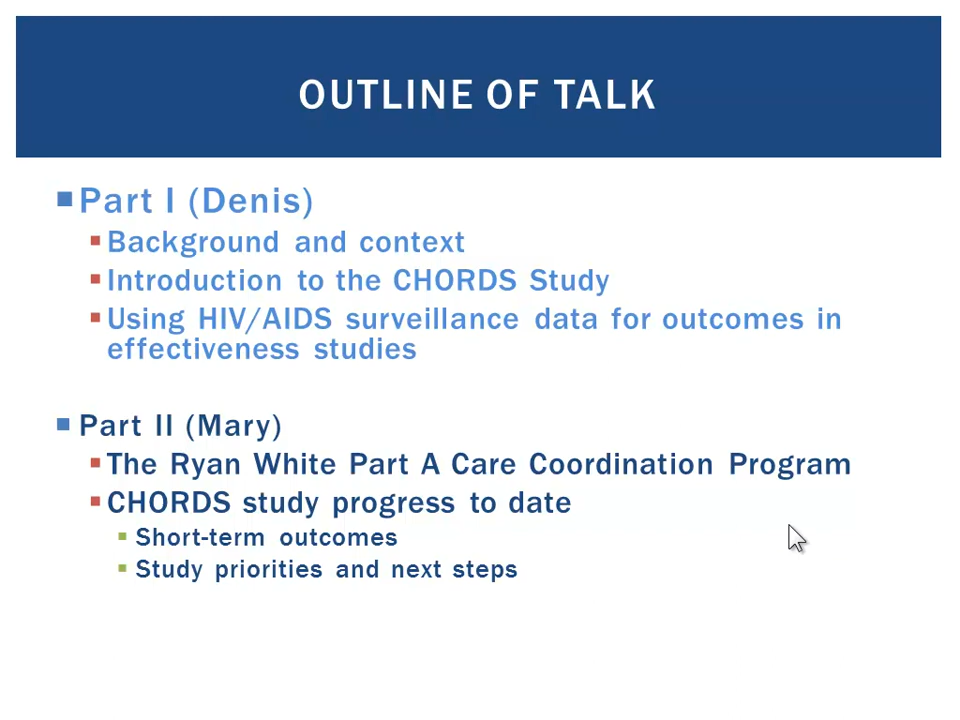 OUTLINE OF TALK
Part I (Denis)
Background and context
Introduction to the CHORDS Study
Using HIV/AIDS surveillance data for outcomes in
effectiveness studies
Part II (Mary)
The Ryan White Part A Care Coordination Program
CHORDS study progress to date
Short-term outcomes
Study priorities and next steps